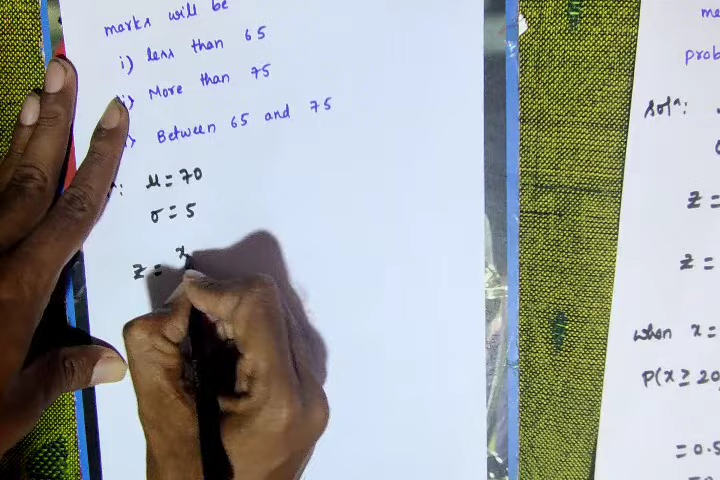 marks will be
i) less than 65
ii) More than 75
Between 65 and 75
μ = 70
σ = 5
z = x
prob
Solⁿ:
z =
z =
when x =
P(x ≥ 20
= 0.5